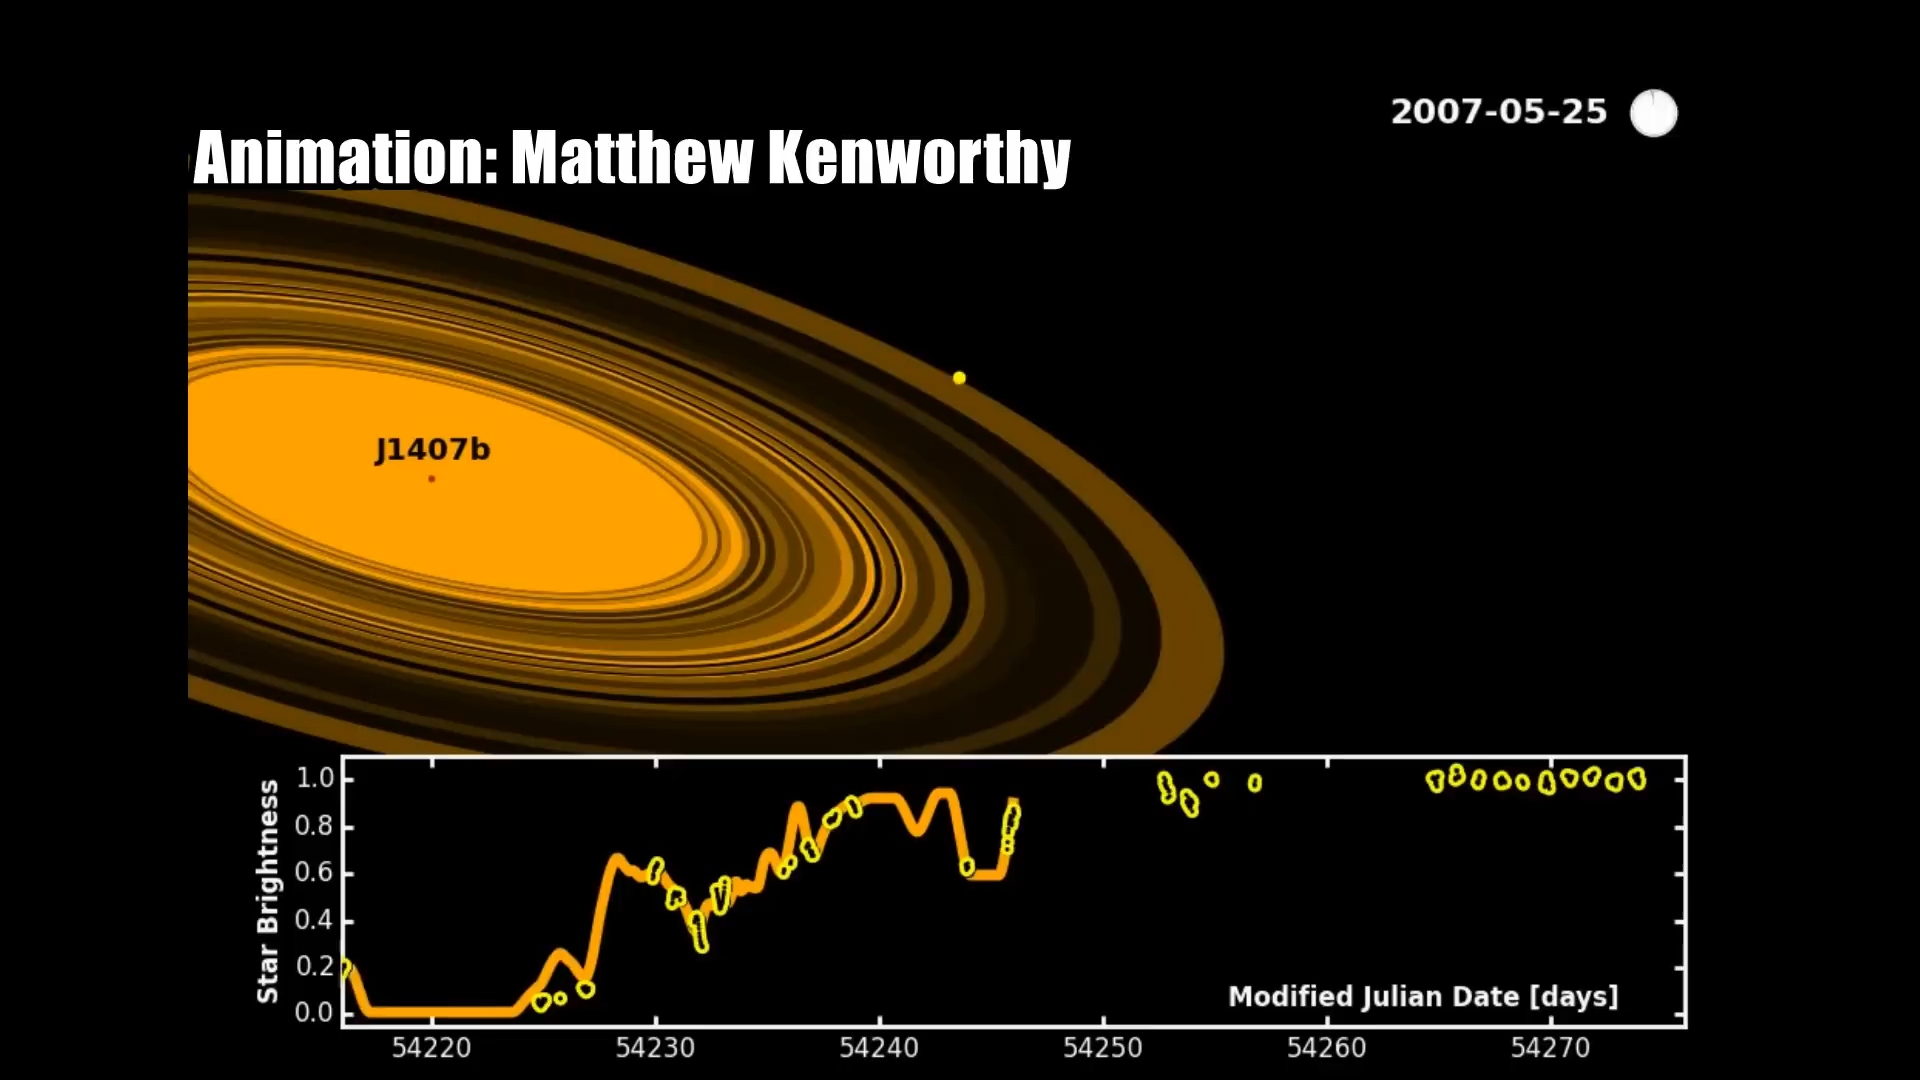 2007-05-25
Animation: Matthew Kenworthy
J1407b
Star Brightness
1.0
0.8
0.6
0.4
0.2
0.0
Modified Julian Date [days]
54220 54230 54240 54250 54260 54270